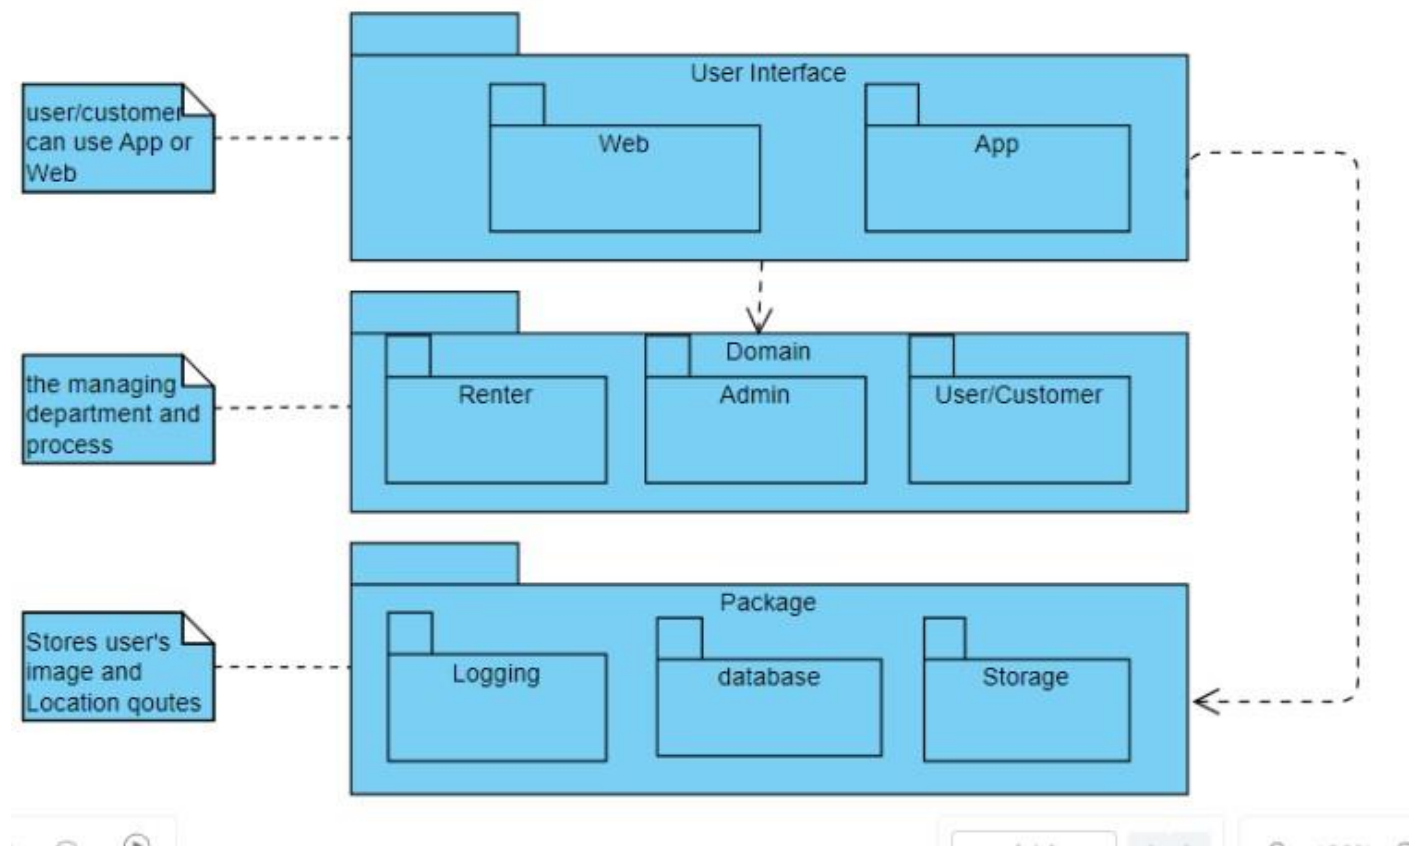 User Interface
user/customer
can use App or
Web
Web
App
Domain
the managing
department and
process
Renter
Admin
User/Customer
Package
Stores user's
image and
Location qoutes
Logging
database
Storage